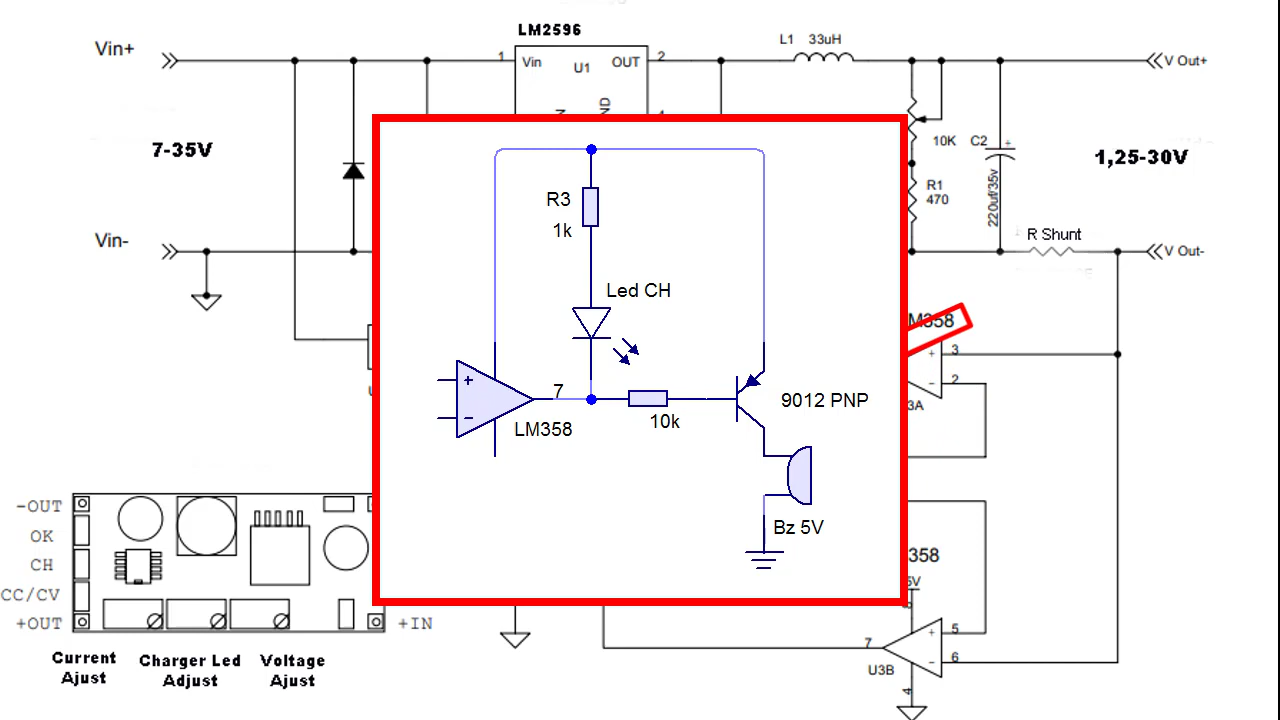 LM2596
Vin+
1
Vin
U1
OUT
2
L1 33uH
V Out+
7-35V
10K
C2
+
1,25-30V
R1
470
220uf/35v
Vin-
R Shunt
V Out-
R3
1k
Led CH
+
-
7
LM358
10k
9012 PNP
Bz 5V
M358
+
3
-
2
3A
358
5V
-OUT
OK
CH
CC/CV
+OUT
+IN
Current
Ajust
Charger Led
Adjust
Voltage
Ajust
7
+
5
-
6
U3B
4